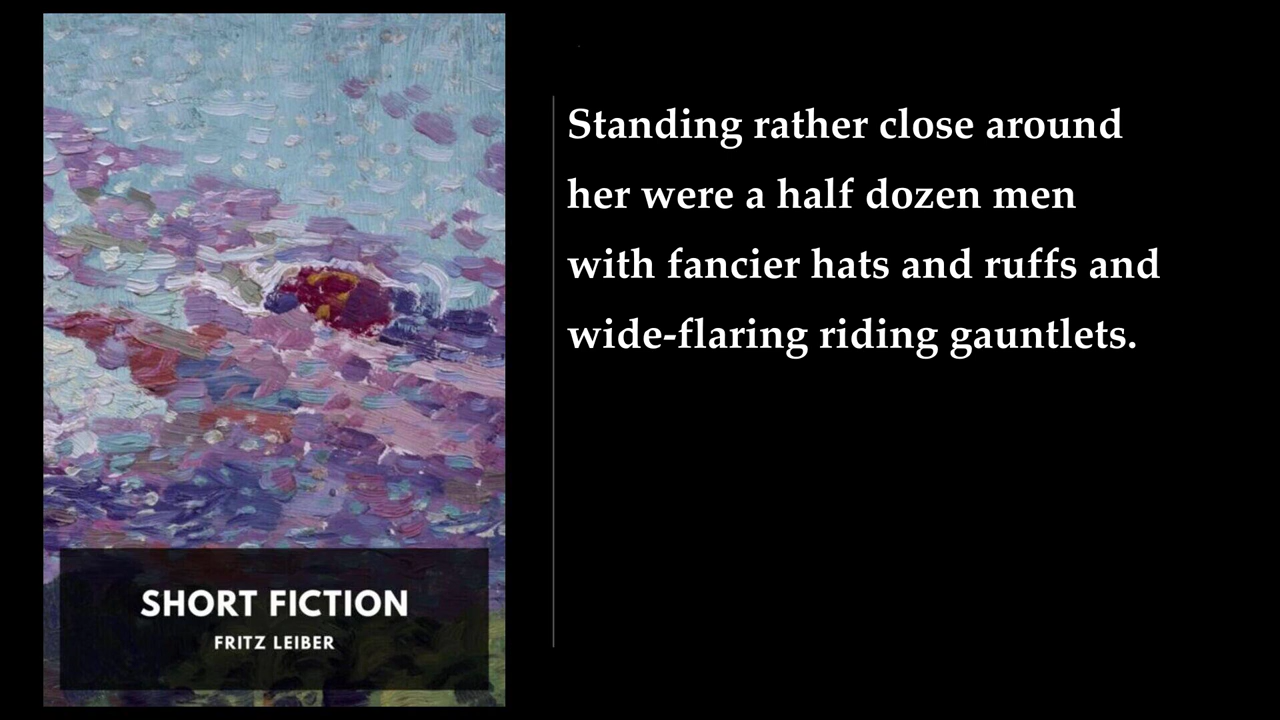 SHORT FICTION
FRITZ LEIBER
Standing rather close around
her were a half dozen men
with fancier hats and ruffs and
wide-flaring riding gauntlets.